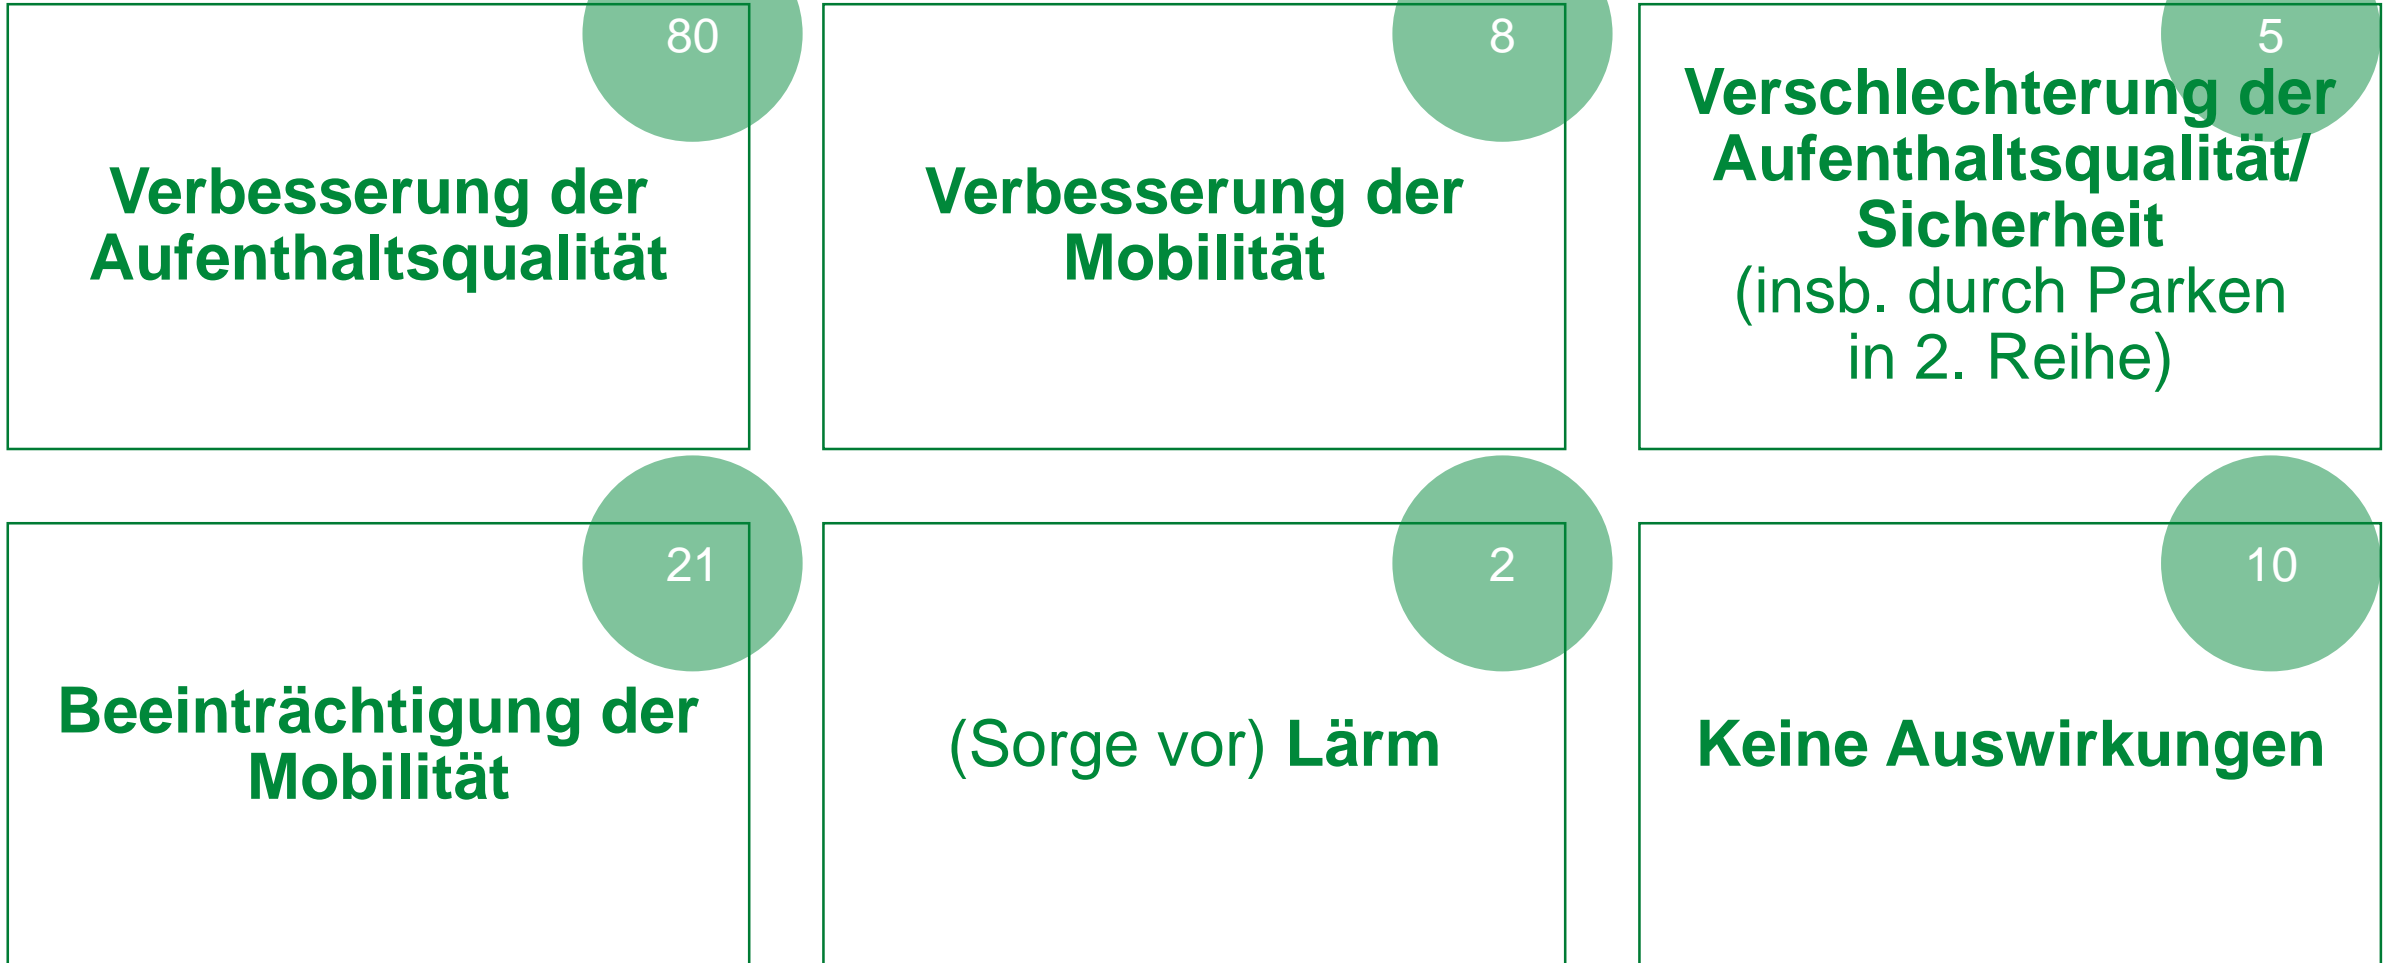 80
Verbesserung der
Aufenthaltsqualität
8
Verbesserung der
Mobilität
5
Verschlechterung der
Aufenthaltsqualität/
Sicherheit
(insb. durch Parken
in 2. Reihe)
21
Beeinträchtigung der
Mobilität
2
(Sorge vor) Lärm
10
Keine Auswirkungen